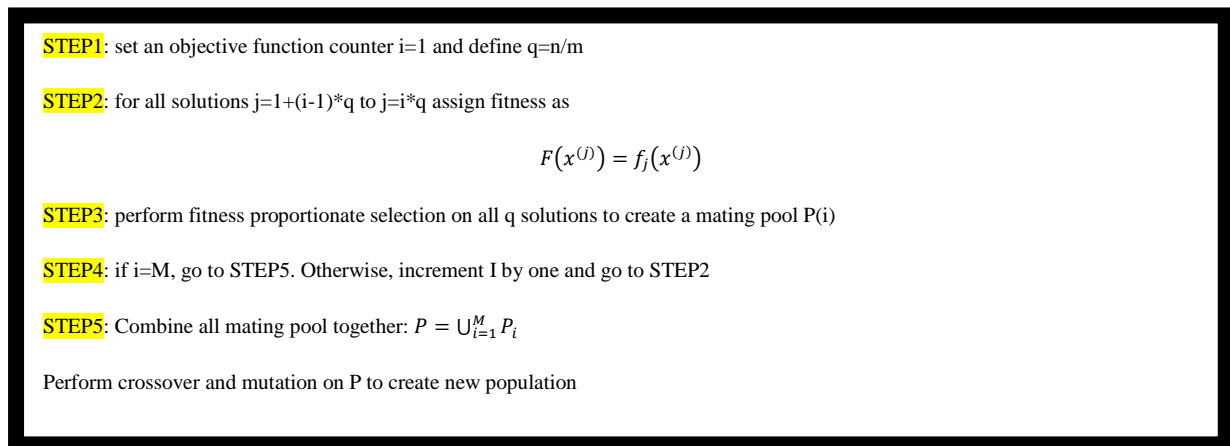 STEP1: set an objective function counter i=1 and define q=n/m
STEP2: for all solutions j=1+(i-1)*q to j=i*q assign fitness as
𝐹(𝑥^(𝑗)) = 𝑓_𝑗(𝑥^(𝑗))
STEP3: perform fitness proportionate selection on all q solutions to create a mating pool P(i)
STEP4: if i=M, go to STEP5. Otherwise, increment I by one and go to STEP2
STEP5: Combine all mating pool together: 𝑃 = ⋃_{𝑖=1}^{𝑀} 𝑃_𝑖
Perform crossover and mutation on P to create new population